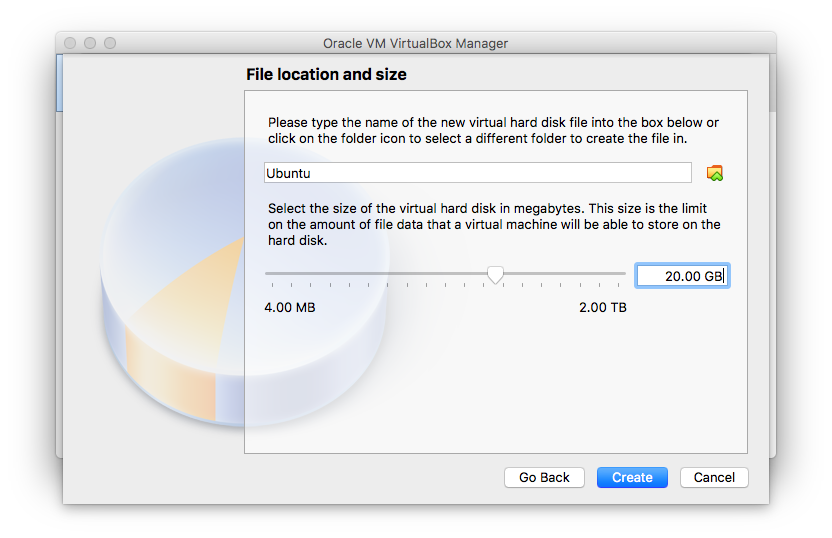 Oracle VM VirtualBox Manager
File location and size
Please type the name of the new virtual hard disk file into the box below or
click on the folder icon to select a different folder to create the file in.
Ubuntu
Select the size of the virtual hard disk in megabytes. This size is the limit
on the amount of file data that a virtual machine will be able to store on the
hard disk.
20.00 GB
4.00 MB 2.00 TB
Go Back Create Cancel